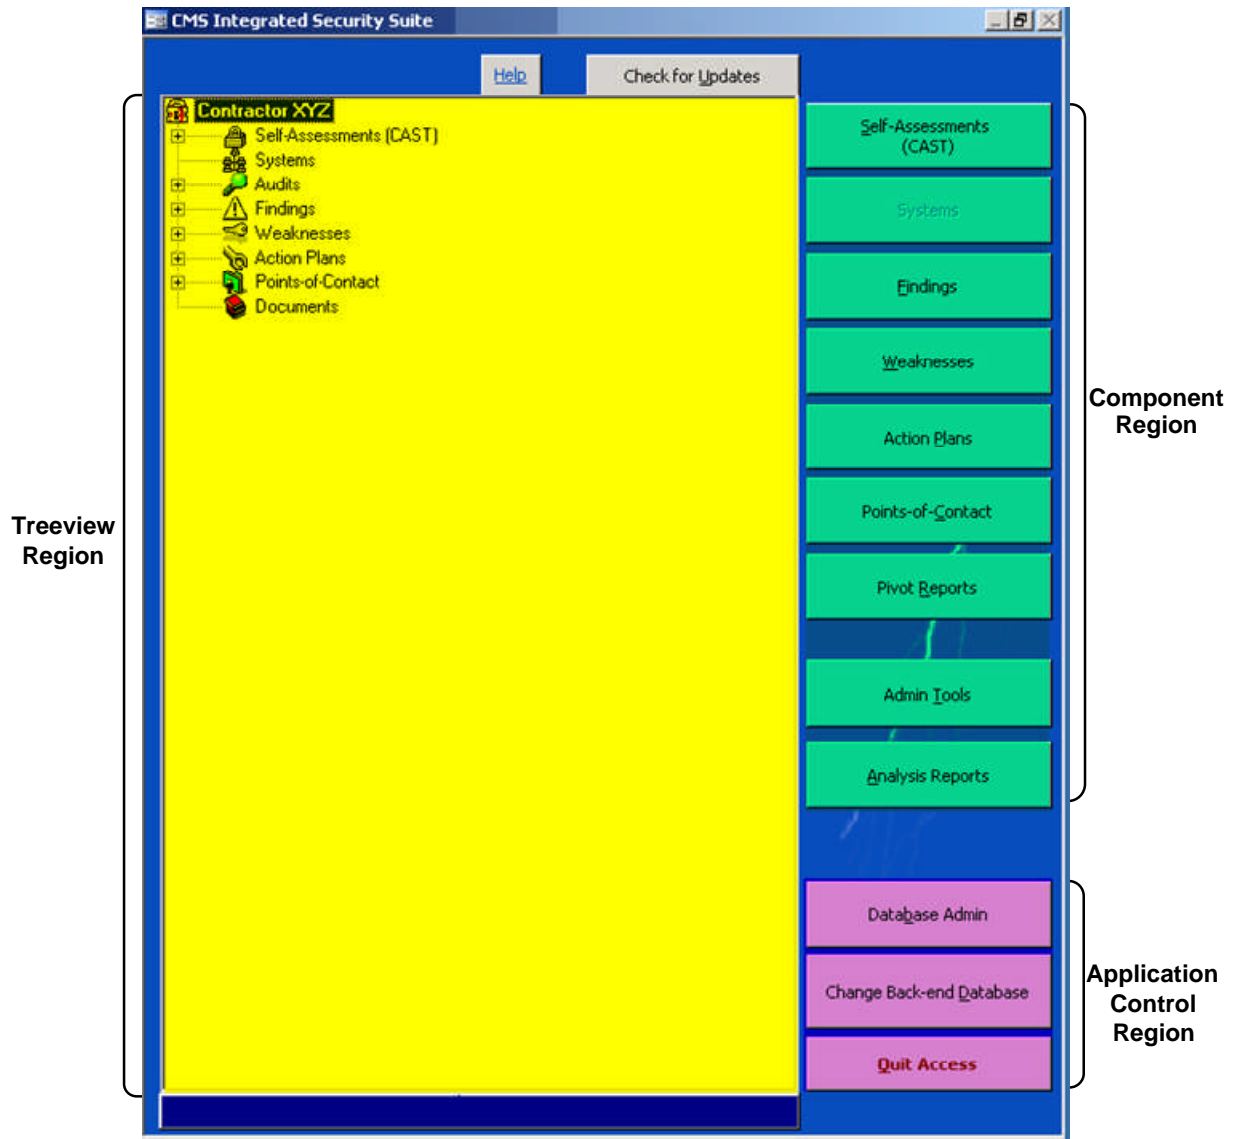 CMS Integrated Security Suite
Help
Check for Updates
Contractor XYZ
Self-Assessments (CAST)
Systems
Audits
Findings
Weaknesses
Action Plans
Points-of-Contact
Documents
Treeview
Region
Self-Assessments
(CAST)
Systems
Findings
Weaknesses
Action Plans
Points-of-Contact
Pivot Reports
Admin Tools
Analysis Reports
Component
Region
Database Admin
Change Back-end Database
Quit Access
Application
Control
Region